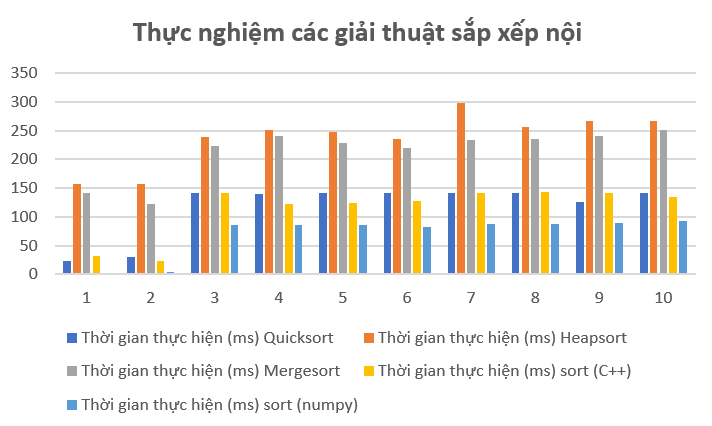 Thực nghiệm các giải thuật sắp xếp nội
350
300
250
200
150
100
50
0
1 2 3 4 5 6 7 8 9 10
Thời gian thực hiện (ms) Quicksort Thời gian thực hiện (ms) Heapsort
Thời gian thực hiện (ms) Mergesort Thời gian thực hiện (ms) sort (C++)
Thời gian thực hiện (ms) sort (numpy)